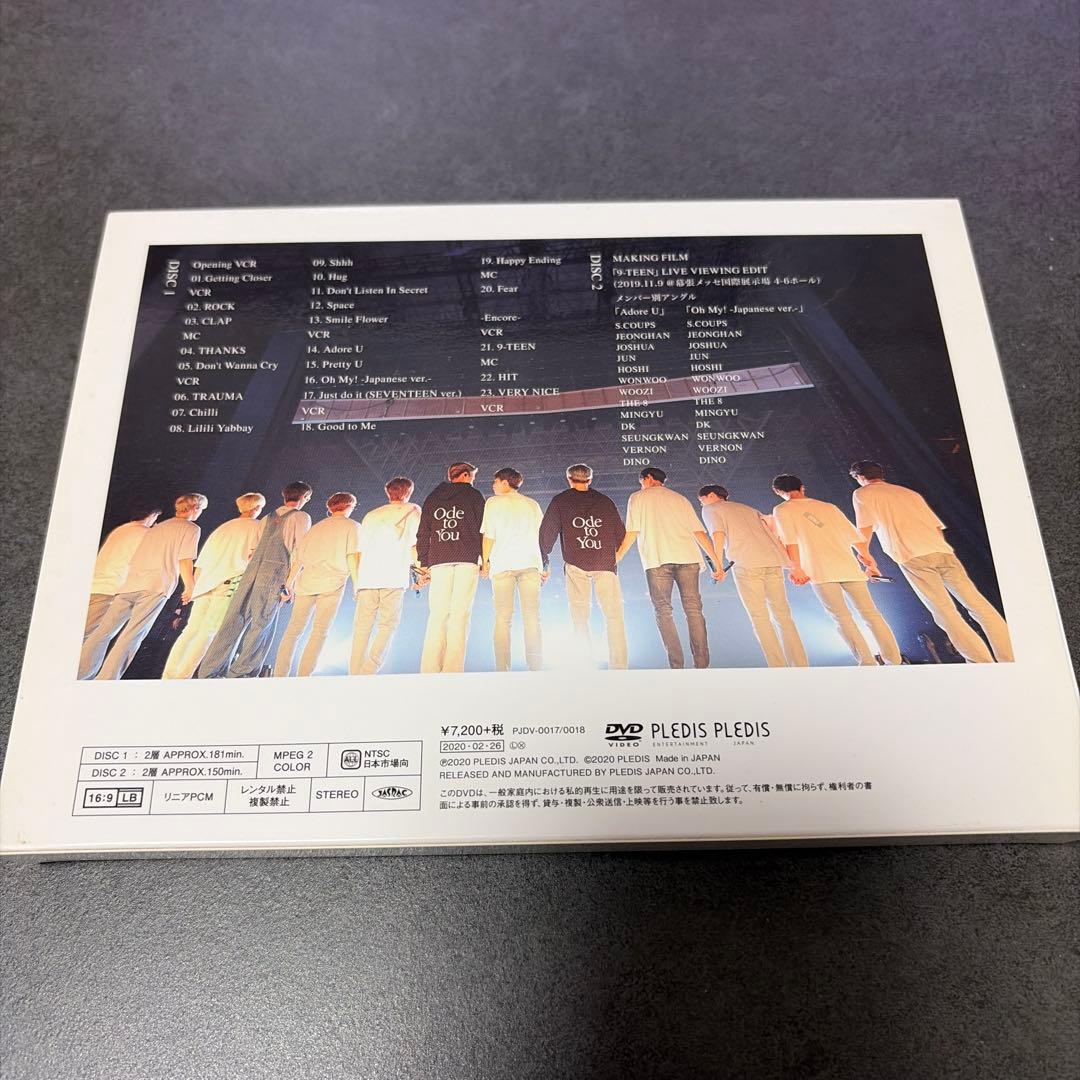 DISC 1
Opening VCR
01. Getting Closer
VCR
02. ROCK
03. CLAP
MC
04. THANKS
05. Don't Wanna Cry
VCR
06. TRAUMA
07. Chilli
08. Lilili Yabbay
09. Shhh
10. Hug
11. Don't Listen In Secret
12. Space
13. Smile Flower
VCR
14. Adore U
15. Pretty U
16. Oh My! -Japanese ver.-
17. Just do it (SEVENTEEN ver.)
VCR
18. Good to Me
19. Happy Ending
MC
20. Fear
-Encore-
VCR
21. 9-TEEN
MC
22. HIT
23. VERY NICE
VCR
DISC 2
MAKING FILM
「9-TEEN」LIVE VIEWING EDIT
(2019.11.9 @幕張メッセ国際展示場 4-6ホール)
メンバー別アングル
「Adore U」 「Oh My! -Japanese ver.-」
S.COUPS S.COUPS
JEONGHAN JEONGHAN
JOSHUA JOSHUA
JUN JUN
HOSHI HOSHI
WONWOO WONWOO
WOOZI WOOZI
THE 8 THE 8
MINGYU MINGYU
DK DK
SEUNGKWAN SEUNGKWAN
VERNON VERNON
DINO DINO
Ode to You
Ode to You
DISC 1 : 2層 APPROX.181min.
DISC 2 : 2層 APPROX.150min.
MPEG 2
COLOR
ALL
NTSC
日本市場向
16:9 LB
リニアPCM
レンタル禁止
複製禁止
STEREO
JASRAC
¥7,200+税 PJDV-0017/0018
2020・02・26 Ⓛ Ⓧ
DVD VIDEO
PLEDIS ENTERTAINMENT
PLEDIS JAPAN
℗2020 PLEDIS JAPAN CO.,LTD. ©2020 PLEDIS Made in JAPAN
RELEASED AND MANUFACTURED BY PLEDIS JAPAN CO.,LTD.
このDVDは、一般家庭内における私的再生に用途を限って販売されています。従って、有償・無償に拘らず、権利者の書
面による事前の承認を得ず、貸与・複製・公衆送信・上映等を行う事を禁止致します。